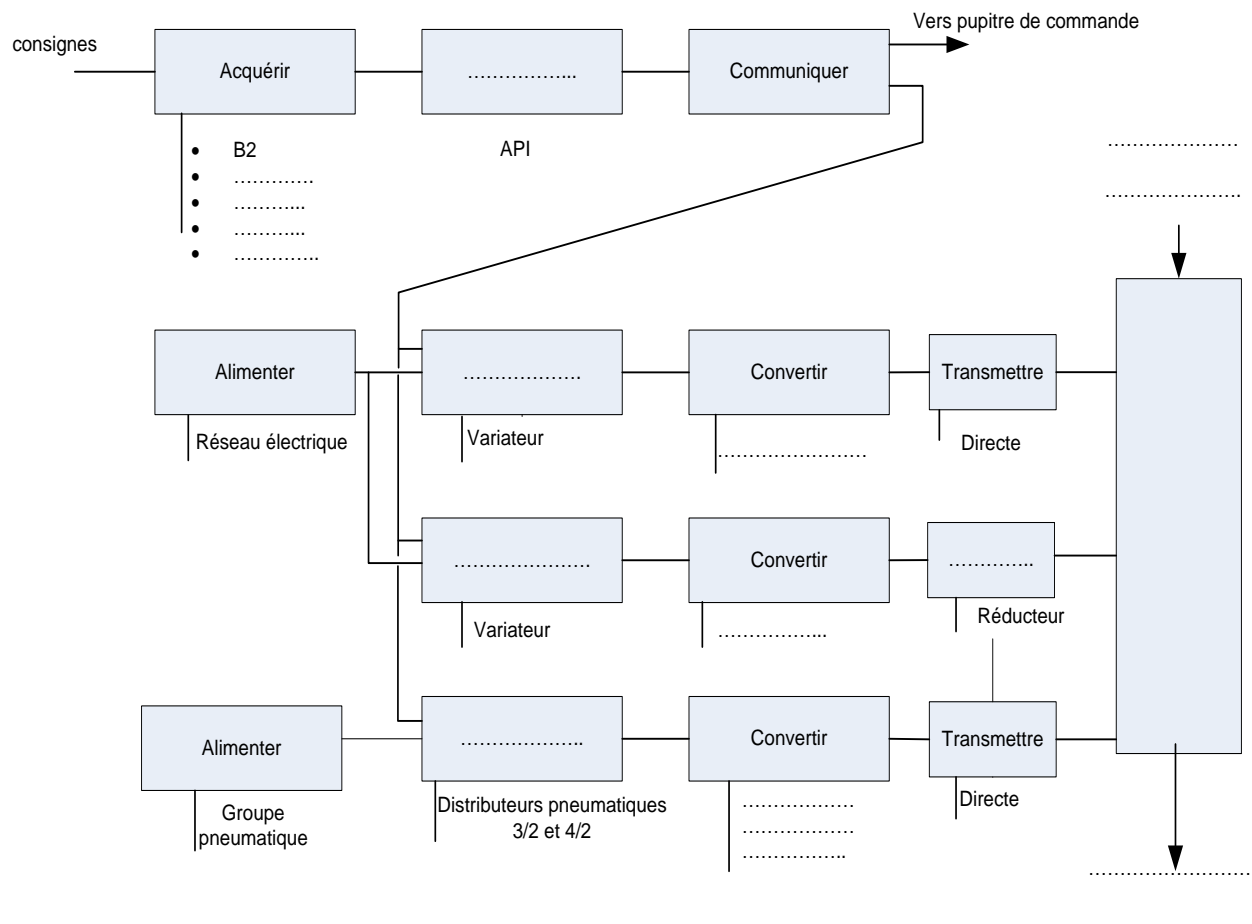 Vers pupitre de commande
consignes
Acquérir
………………...
Communiquer
B2
API
………….
………...
………...
…………..
…………………
………………….
Alimenter
………………
Convertir
Transmettre
Réseau électrique
Variateur
………………….
Directe
………………….
Convertir
…………..
Variateur
……………...
Réducteur
Alimenter
………………..
Convertir
Transmettre
Groupe
pneumatique
Distributeurs pneumatiques
3/2 et 4/2
………………
………………
……………..
Directe
……………………